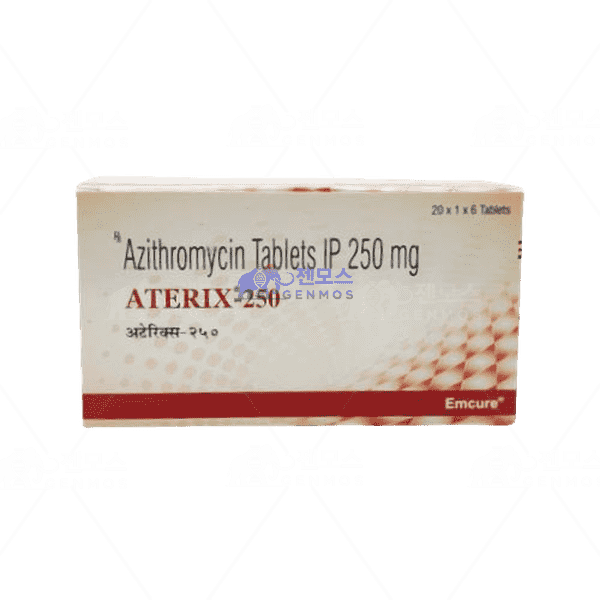 20 x 1 x 6 Tablets
℞ Azithromycin Tablets IP 250 mg
젠모스
GENMOS
ATERIX-250
अटेरिक्स-२५०
Emcure®